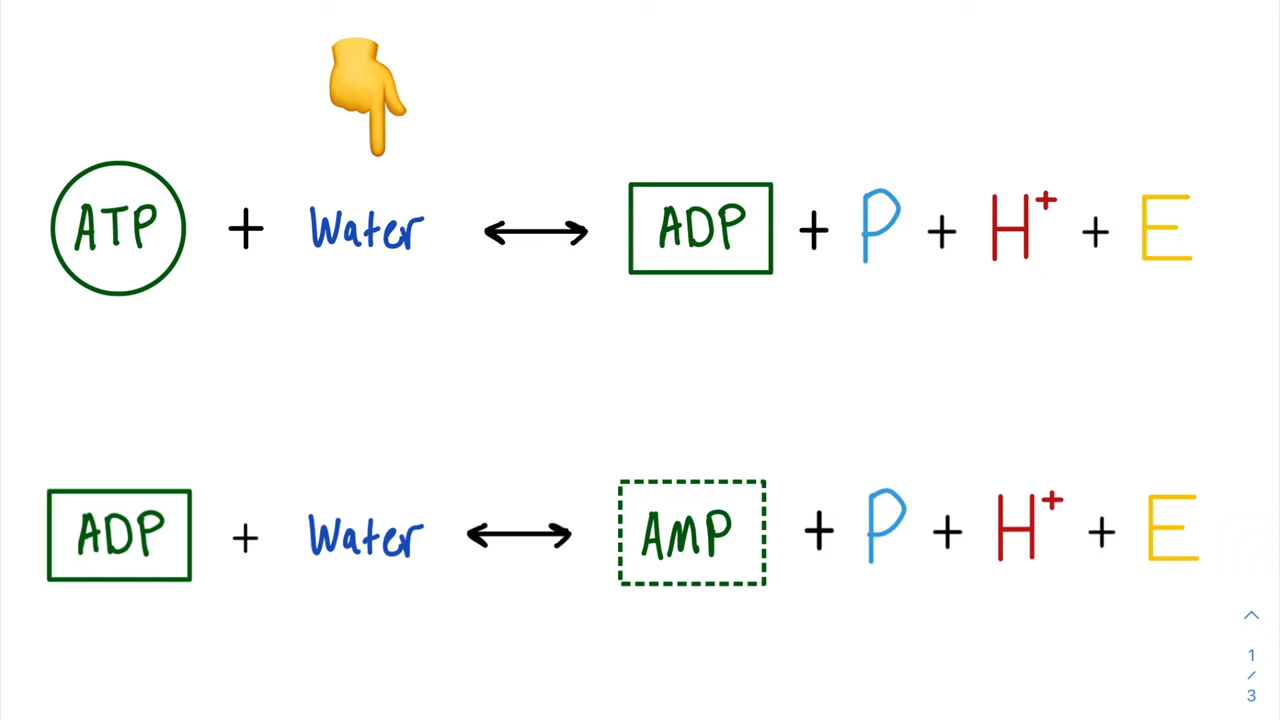 ATP + Water ↔ ADP + P + H⁺ + E
ADP + Water ↔ AMP + P + H⁺ + E
1
/
3